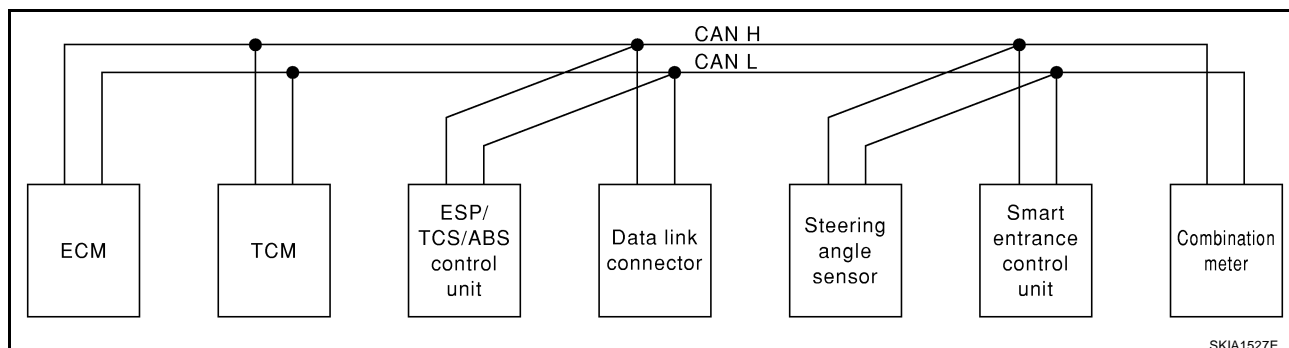 CAN H
CAN L
ECM
TCM
ESP/
TCS/ABS
control
unit
Data link
connector
Steering
angle
sensor
Smart
entrance
control
unit
Combination
meter
SKIA1527E